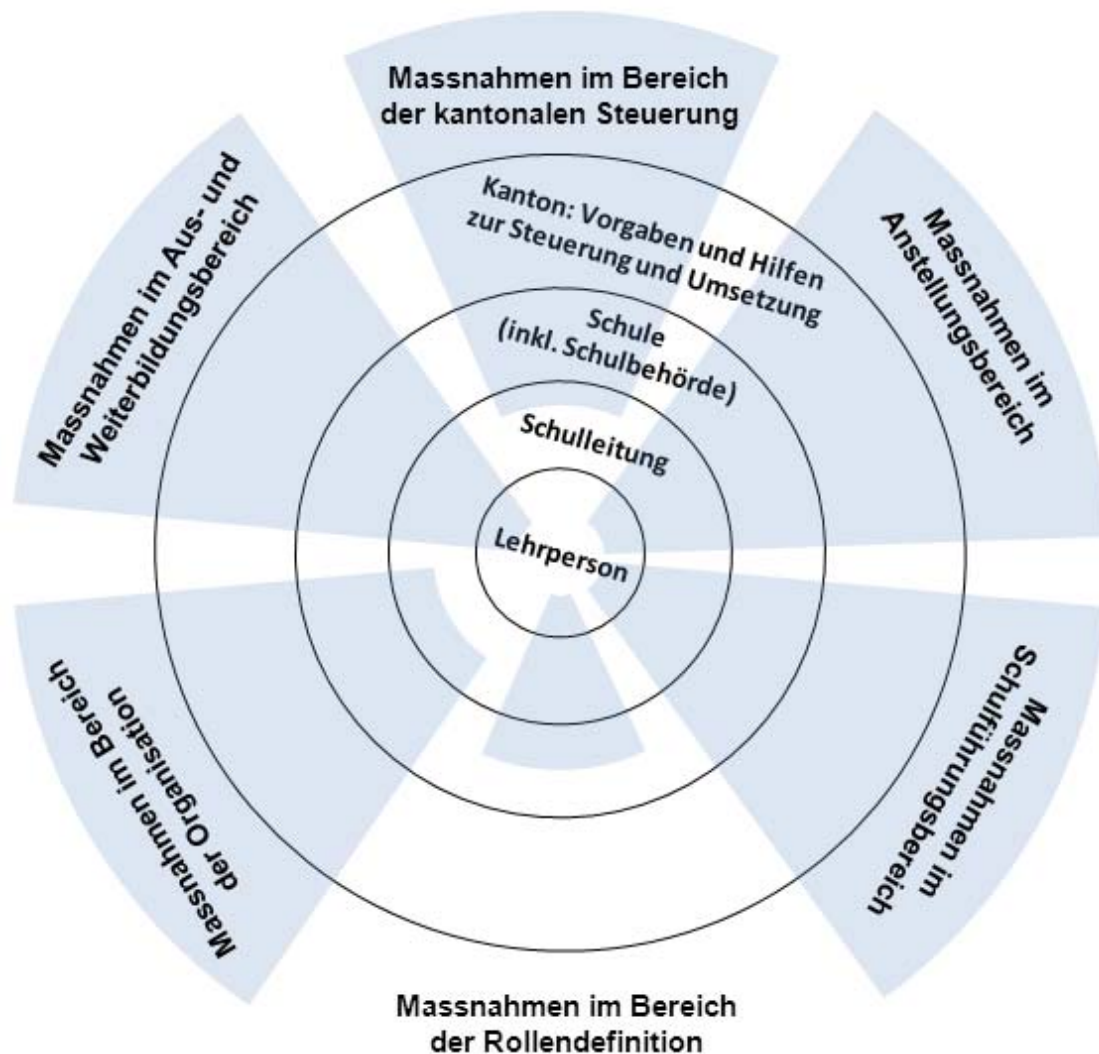 Massnahmen im Bereich
der kantonalen Steuerung
Kanton: Vorgaben und Hilfen
zur Steuerung und Umsetzung
Schule
(inkl. Schulbehörde)
Schulleitung
Lehrperson
Massnahmen im
Anstellungsbereich
Massnahmen im
Schulführungsbereich
Massnahmen im Bereich
der Rollendefinition
Massnahmen im Bereich
der Organisation
Massnahmen im Aus- und
Weiterbildungsbereich